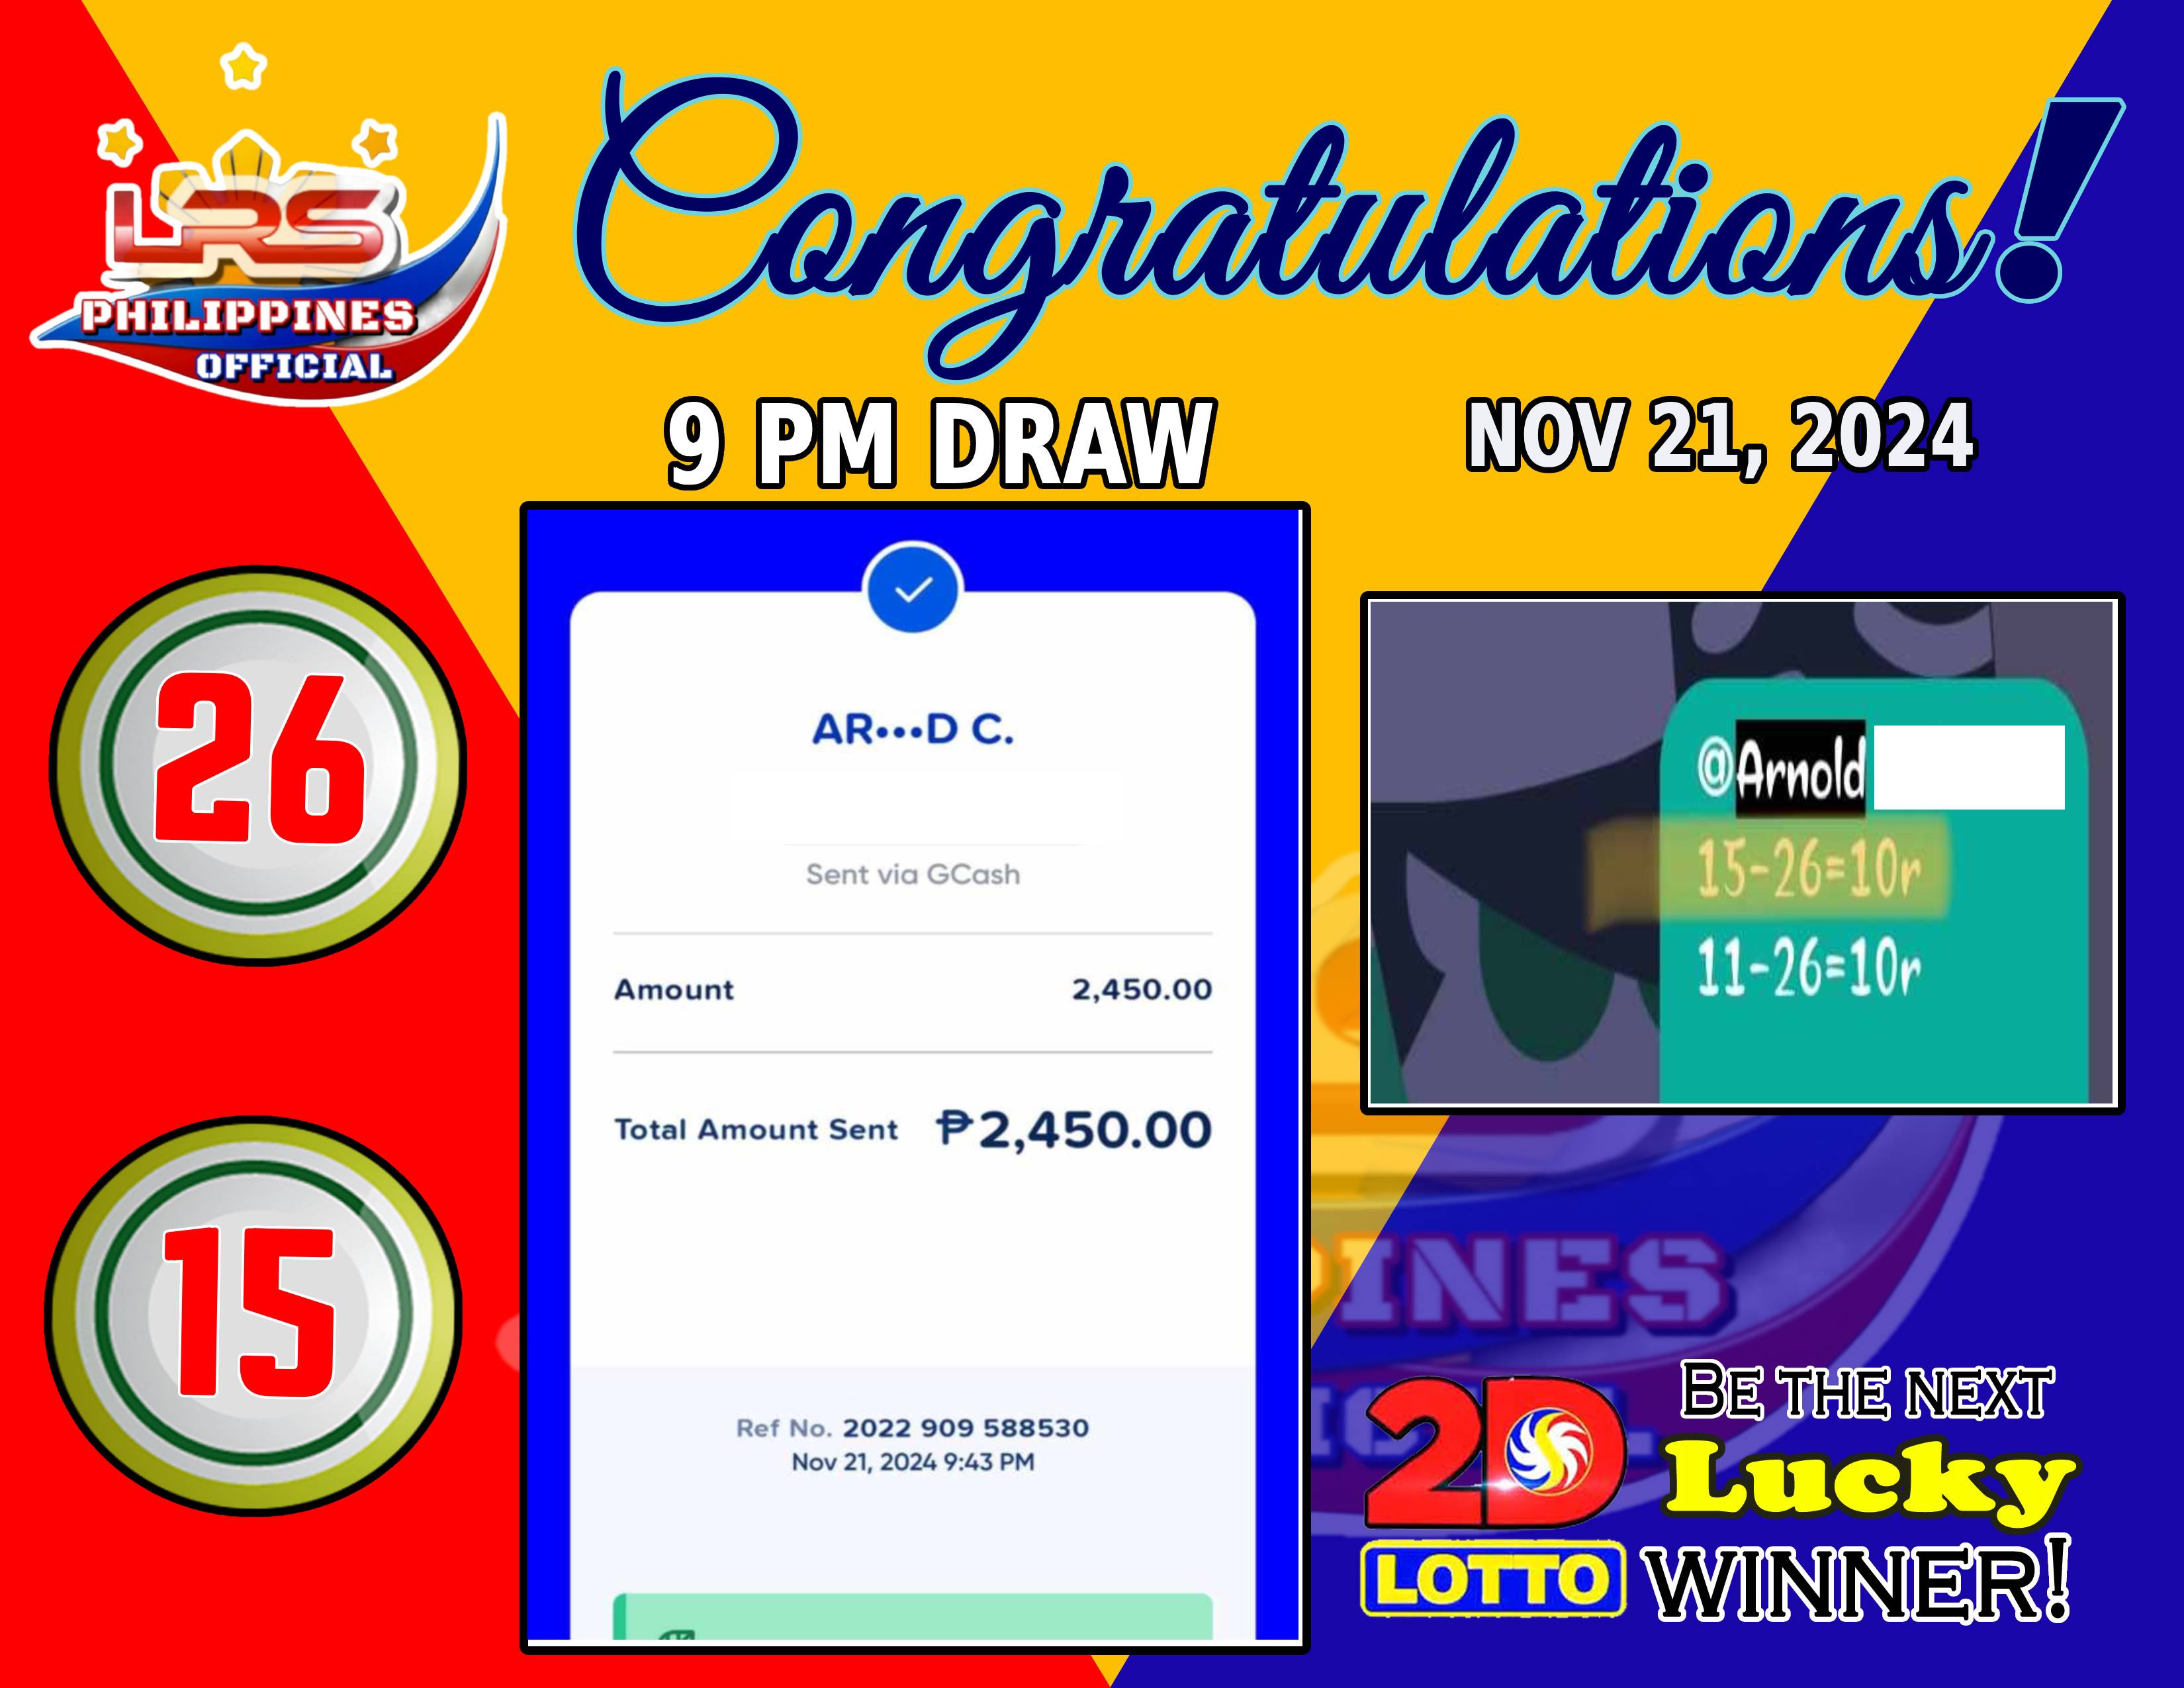 LRS
PHILIPPINES
OFFICIAL
Congratulations!
9 PM DRAW
NOV 21, 2024
26
15
AR•••D C.
Sent via GCash
Amount 2,450.00
Total Amount Sent ₱2,450.00
Ref No. 2022 909 588530
Nov 21, 2024 9:43 PM
@Arnold
15-26=10r
11-26=10r
PINES
2D
LOTTO
BE THE NEXT
Lucky
WINNER!